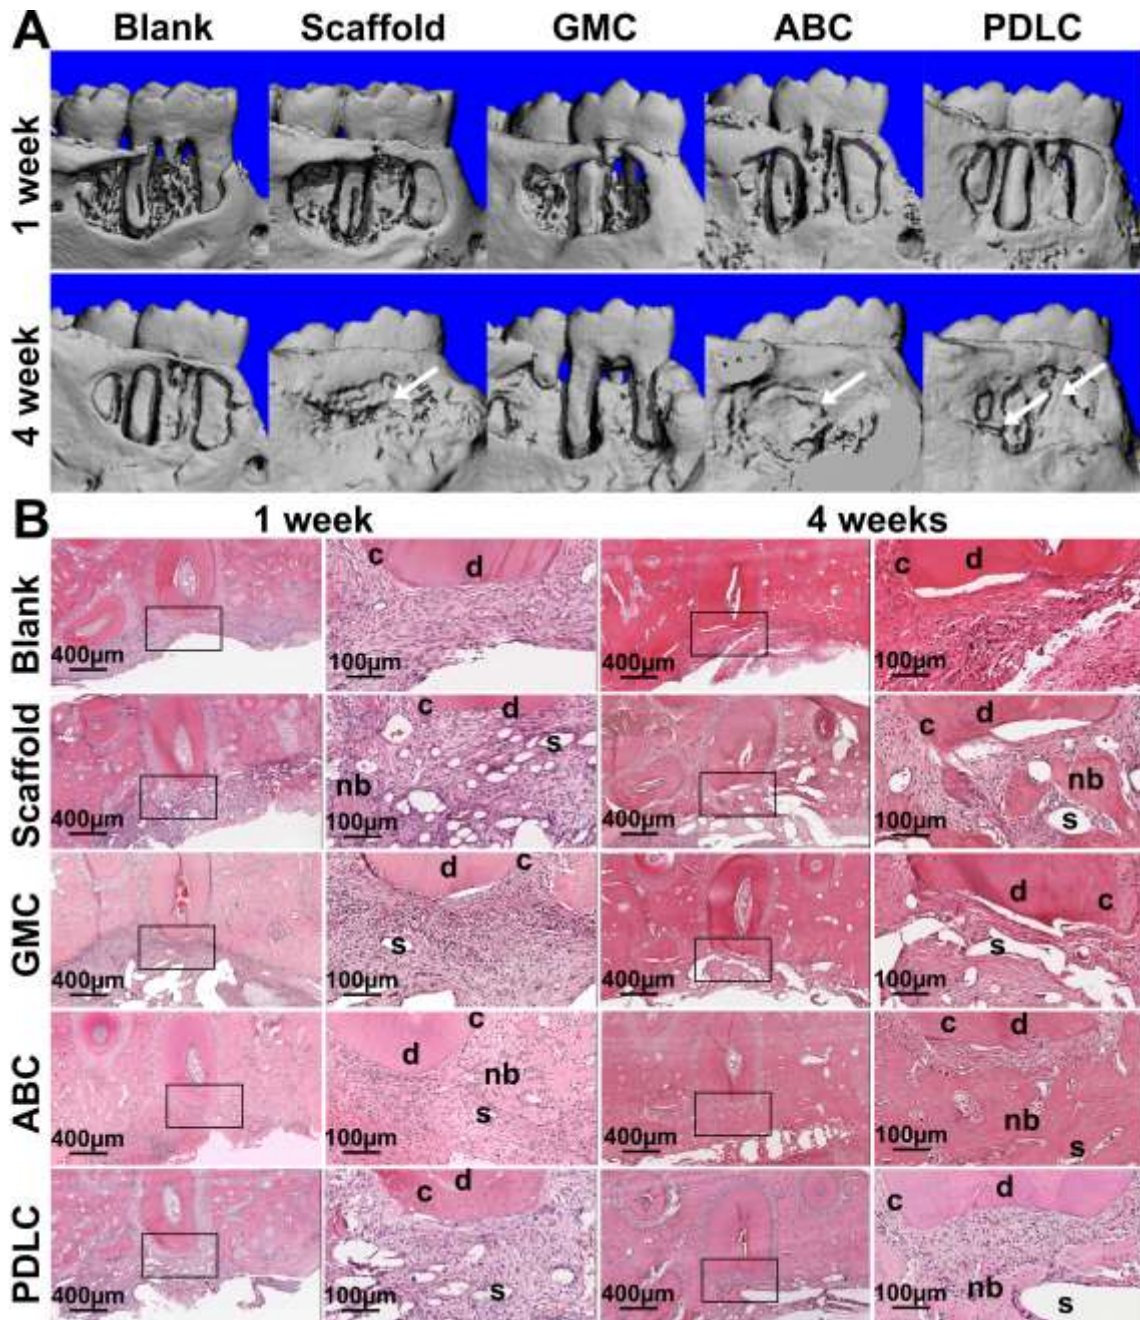 A Blank Scaffold GMC ABC PDLC
1 week
4 week
B 1 week 4 weeks
Blank
c d c d
400µm 100µm 400µm 100µm
Scaffold
c d s nb c d nb s
400µm 100µm 400µm 100µm
GMC
d c s d c s
400µm 100µm 400µm 100µm
ABC
c d nb s c d nb s
400µm 100µm 400µm 100µm
PDLC
c d s c d nb s
400µm 100µm 400µm 100µm